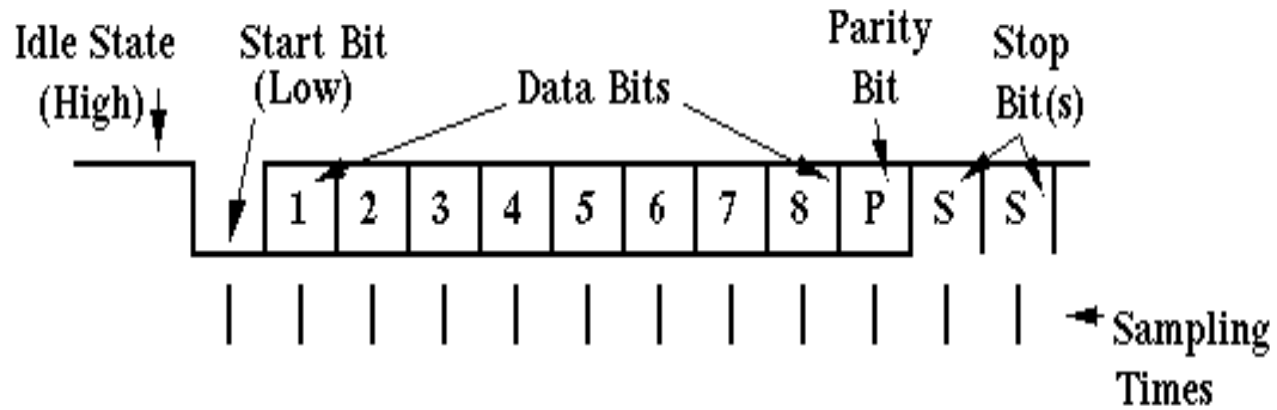 Idle State
(High)
Start Bit
(Low)
Data Bits
Parity
Bit
Stop
Bit(s)
1 2 3 4 5 6 7 8 P S S
Sampling
Times